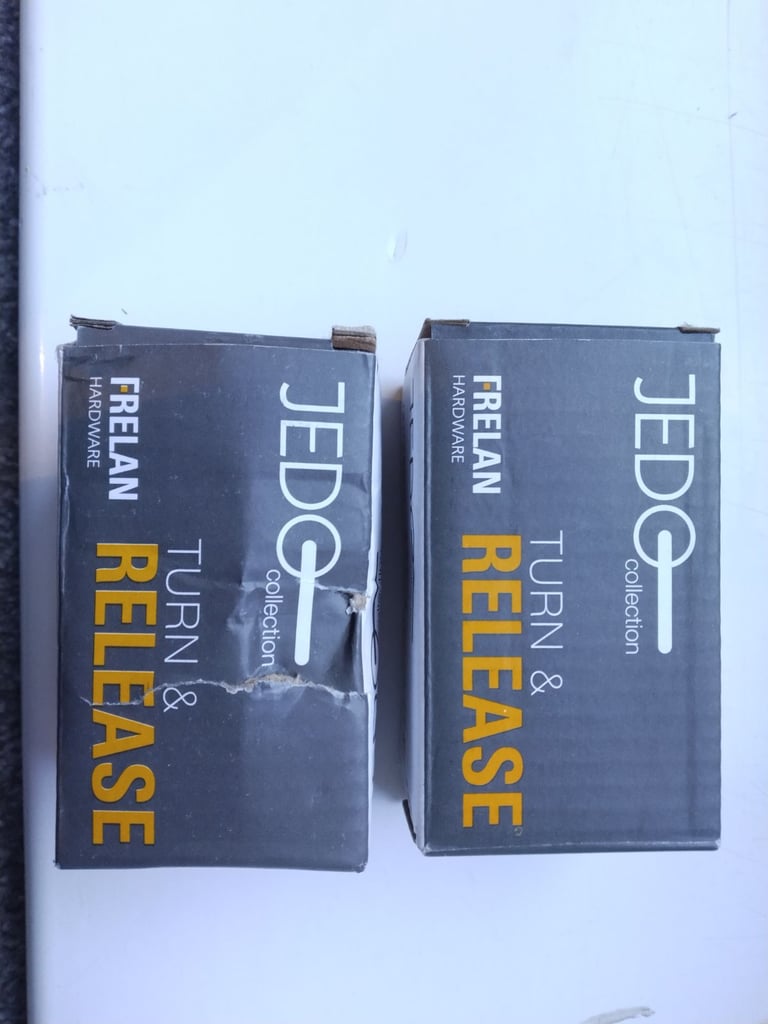 JEDO
collection
TURN &
RELEASE
FRELAN
HARDWARE
JEDO
collection
TURN &
RELEASE
FRELAN
HARDWARE